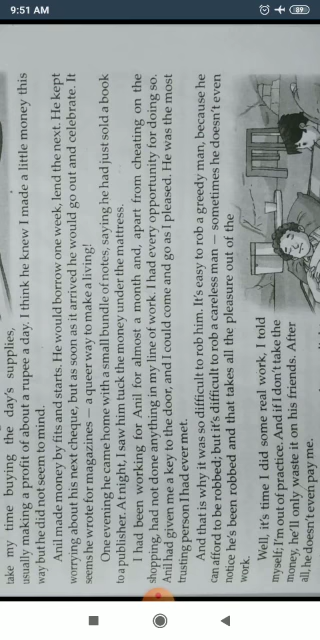 9:51 AM
89
take my time buying the day's supplies,
usually making a profit of about a rupee a day. I think he knew I made a little money this
way but he did not seem to mind.
Anil made money by fits and starts. He would borrow one week, lend the next. He kept
worrying about his next cheque, but as soon as it arrived he would go out and celebrate. It
seems he wrote for magazines — a queer way to make a living!
One evening he came home with a small bundle of notes, saying he had just sold a book
to a publisher. At night, I saw him tuck the money under the mattress.
I had been working for Anil for almost a month and, apart from cheating on the
shopping, had not done anything in my line of work. I had every opportunity for doing so.
Anil had given me a key to the door, and I could come and go as I pleased. He was the most
trusting person I had ever met.
And that is why it was so difficult to rob him. It's easy to rob a greedy man, because he
can afford to be robbed; but it's difficult to rob a careless man — sometimes he doesn't even
notice he's been robbed and that takes all the pleasure out of the
work.
Well, it's time I did some real work, I told
myself; I'm out of practice. And if I don't take the
money, he'll only waste it on his friends. After
all, he doesn't even pay me.